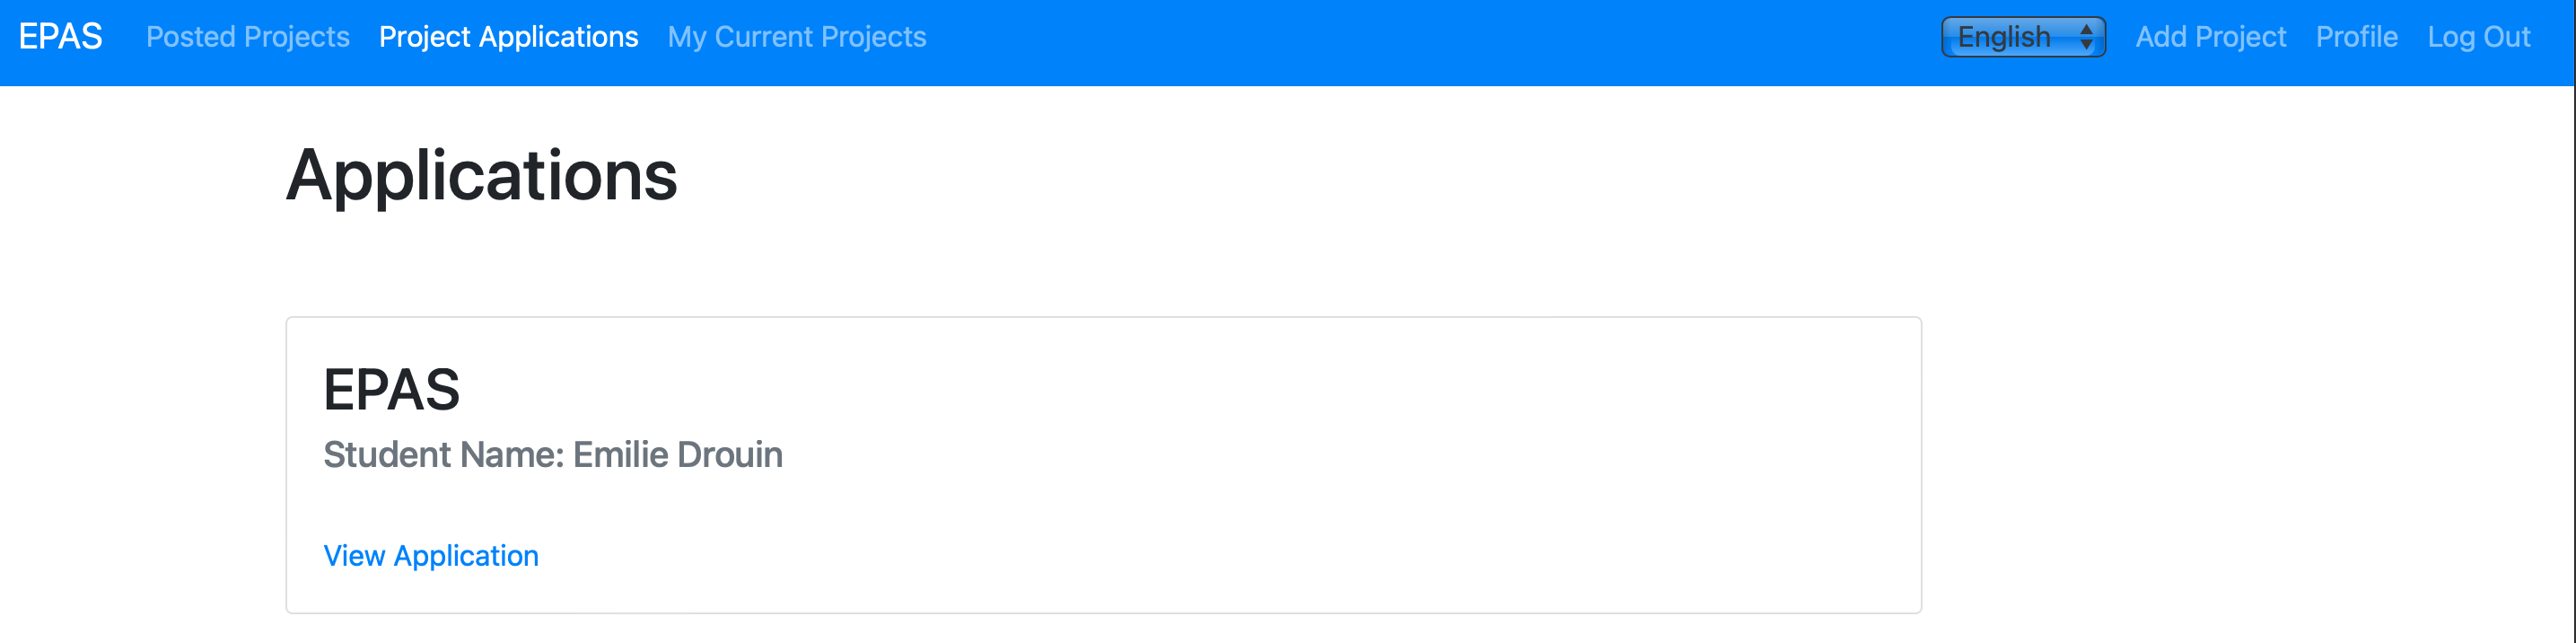 EPAS Posted Projects Project Applications My Current Projects English Add Project Profile Log Out
Applications
EPAS
Student Name: Emilie Drouin
View Application